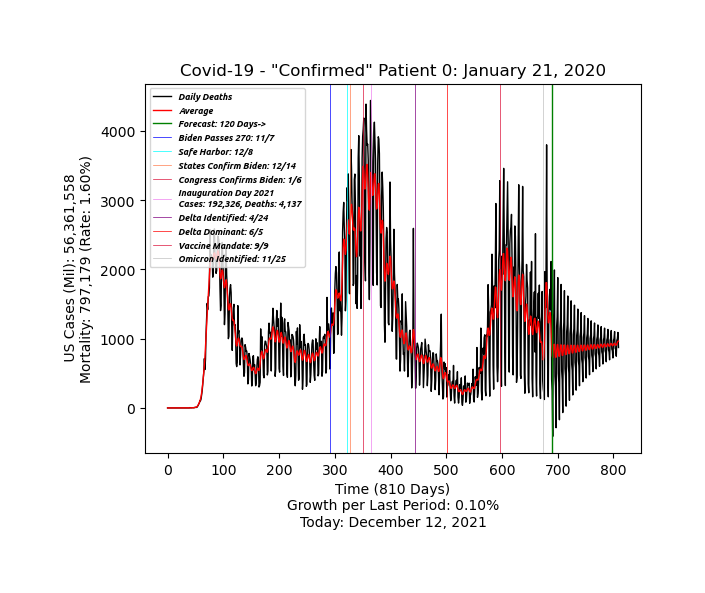 Covid-19 - "Confirmed" Patient 0: January 21, 2020
Daily Deaths
Average
Forecast: 120 Days->
Biden Passes 270: 11/7
Safe Harbor: 12/8
States Confirm Biden: 12/14
Congress Confirms Biden: 1/6
Inauguration Day 2021
Cases: 192,326, Deaths: 4,137
Delta Identified: 4/24
Delta Dominant: 6/5
Vaccine Mandate: 9/9
Omicron Identified: 11/25
US Cases (Mil): 56,361,558
Mortality: 797,179 (Rate: 1.60%)
4000
3000
2000
1000
0
0 100 200 300 400 500 600 700 800
Time (810 Days)
Growth per Last Period: 0.10%
Today: December 12, 2021